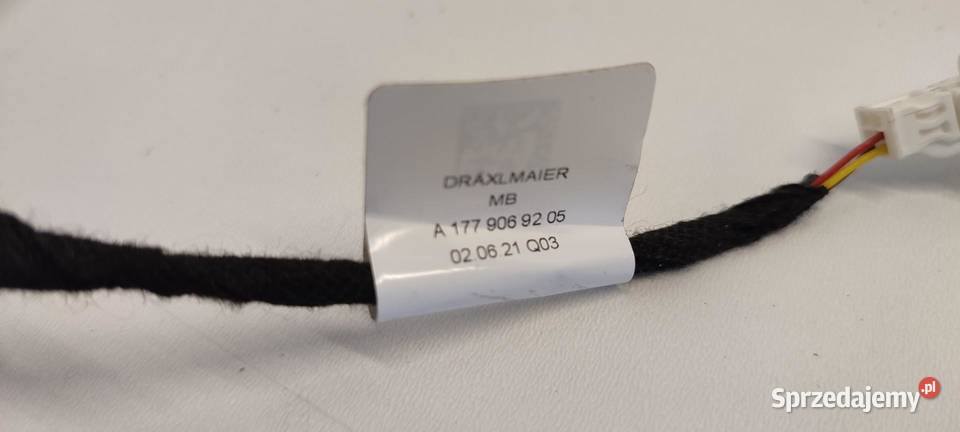 DRÄXLMAIER
MB
A 177 906 92 05
02.06.21 Q03
Sprzedajemy.pl